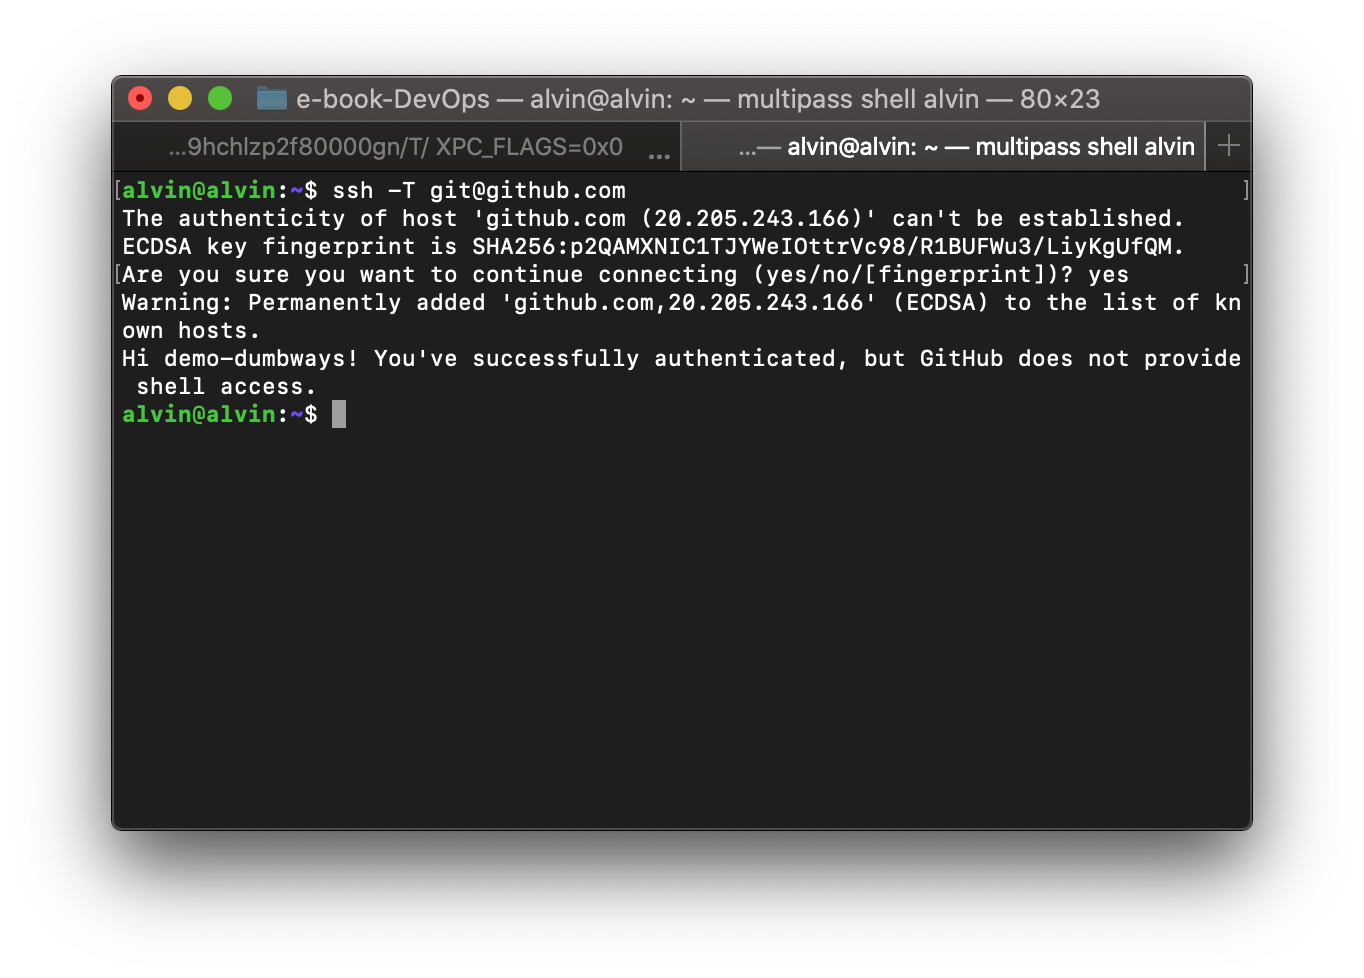 e-book-DevOps — alvin@alvin: ~ — multipass shell alvin — 80×23
...9hchlzp2f80000gn/T/ XPC_FLAGS=0x0 ...
...— alvin@alvin: ~ — multipass shell alvin +
[alvin@alvin:~$ ssh -T git@github.com ]
The authenticity of host 'github.com (20.205.243.166)' can't be established.
ECDSA key fingerprint is SHA256:p2QAMXNIC1TJYWeIOttrVc98/R1BUFWu3/LiyKgUfQM.
[Are you sure you want to continue connecting (yes/no/[fingerprint])? yes ]
Warning: Permanently added 'github.com,20.205.243.166' (ECDSA) to the list of kn
own hosts.
Hi demo-dumbways! You've successfully authenticated, but GitHub does not provide
 shell access.
alvin@alvin:~$